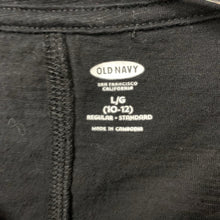 OLD NAVY
SAN FRANCISCO
CALIFORNIA
L/G
(10-12)
REGULAR • STANDARD
MADE IN CAMBODIA